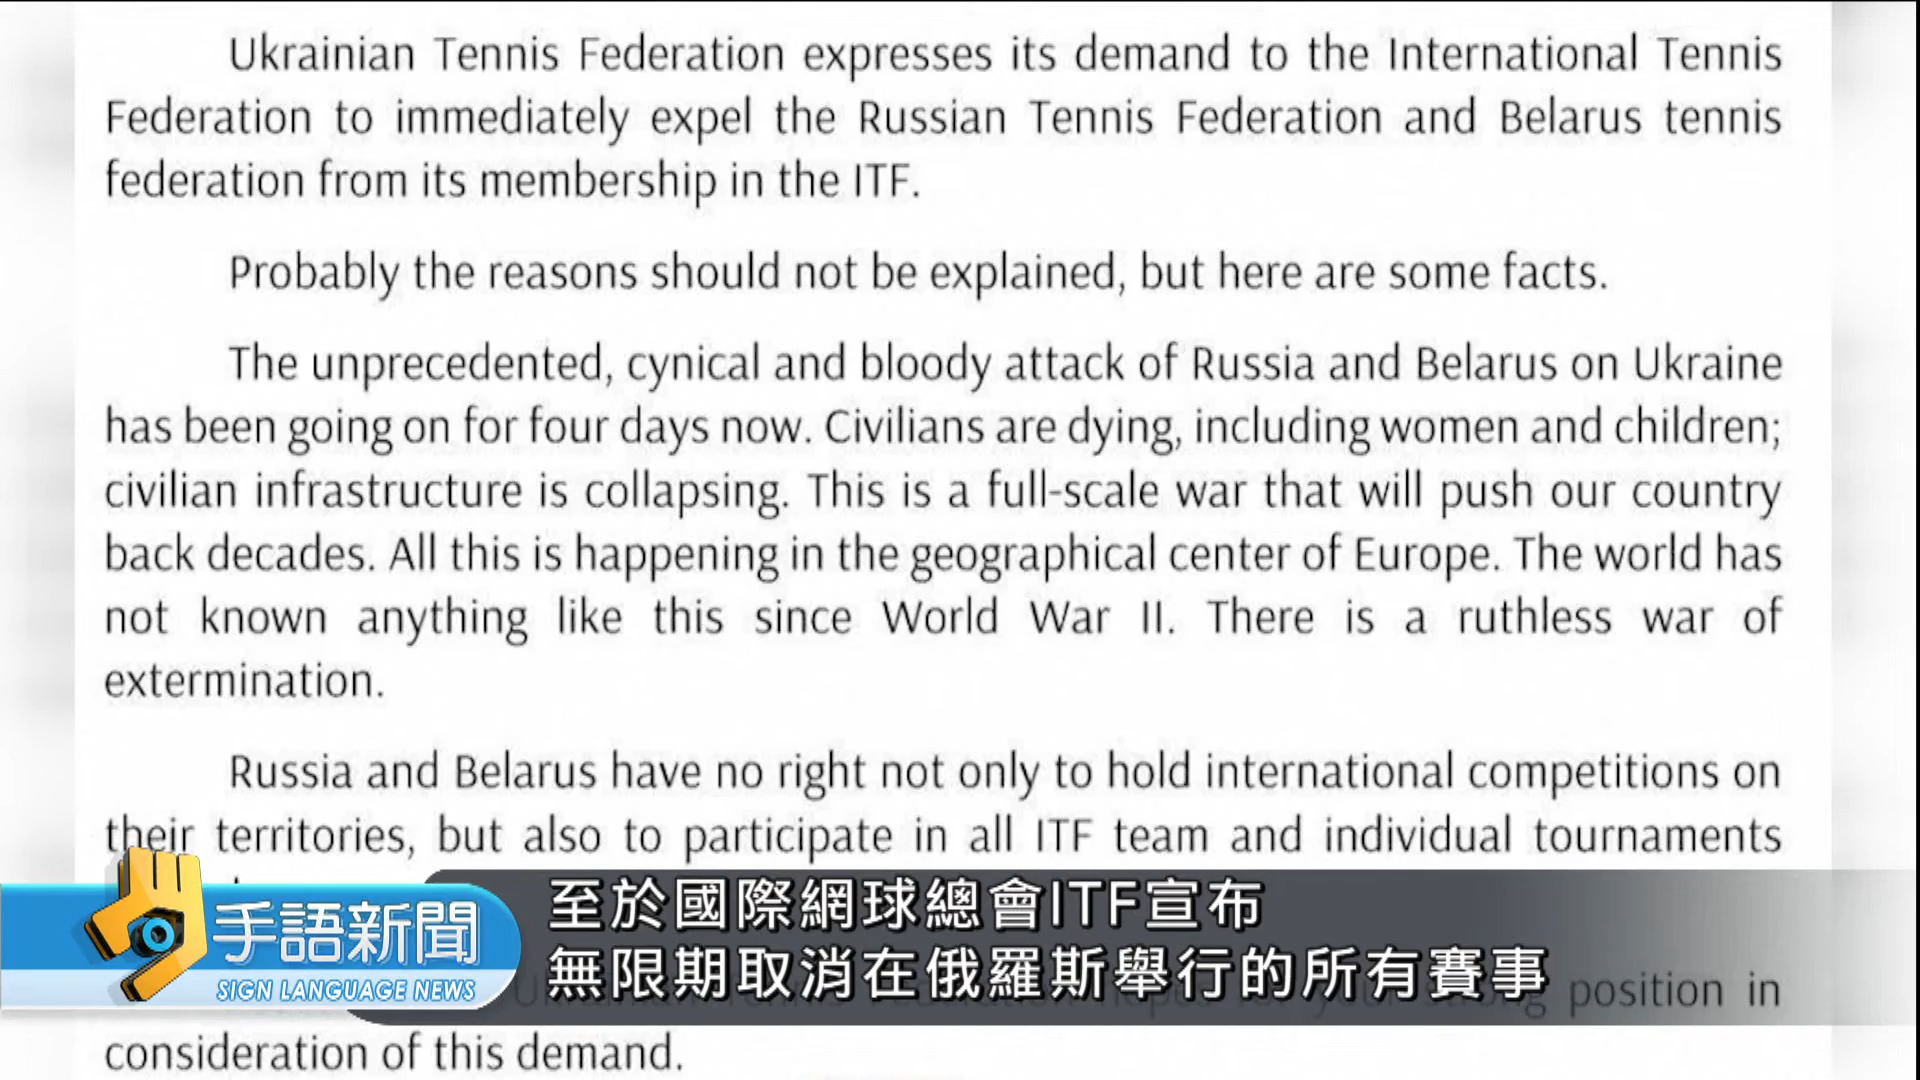 Ukrainian Tennis Federation expresses its demand to the International Tennis
Federation to immediately expel the Russian Tennis Federation and Belarus tennis
federation from its membership in the ITF.
Probably the reasons should not be explained, but here are some facts.
The unprecedented, cynical and bloody attack of Russia and Belarus on Ukraine
has been going on for four days now. Civilians are dying, including women and children;
civilian infrastructure is collapsing. This is a full-scale war that will push our country
back decades. All this is happening in the geographical center of Europe. The world has
not known anything like this since World War II. There is a ruthless war of
extermination.
Russia and Belarus have no right not only to hold international competitions on
their territories, but also to participate in all ITF team and individual tournaments
手語新聞
SIGN LANGUAGE NEWS
至於國際網球總會ITF宣布
無限期取消在俄羅斯舉行的所有賽事
position in
consideration of this demand.